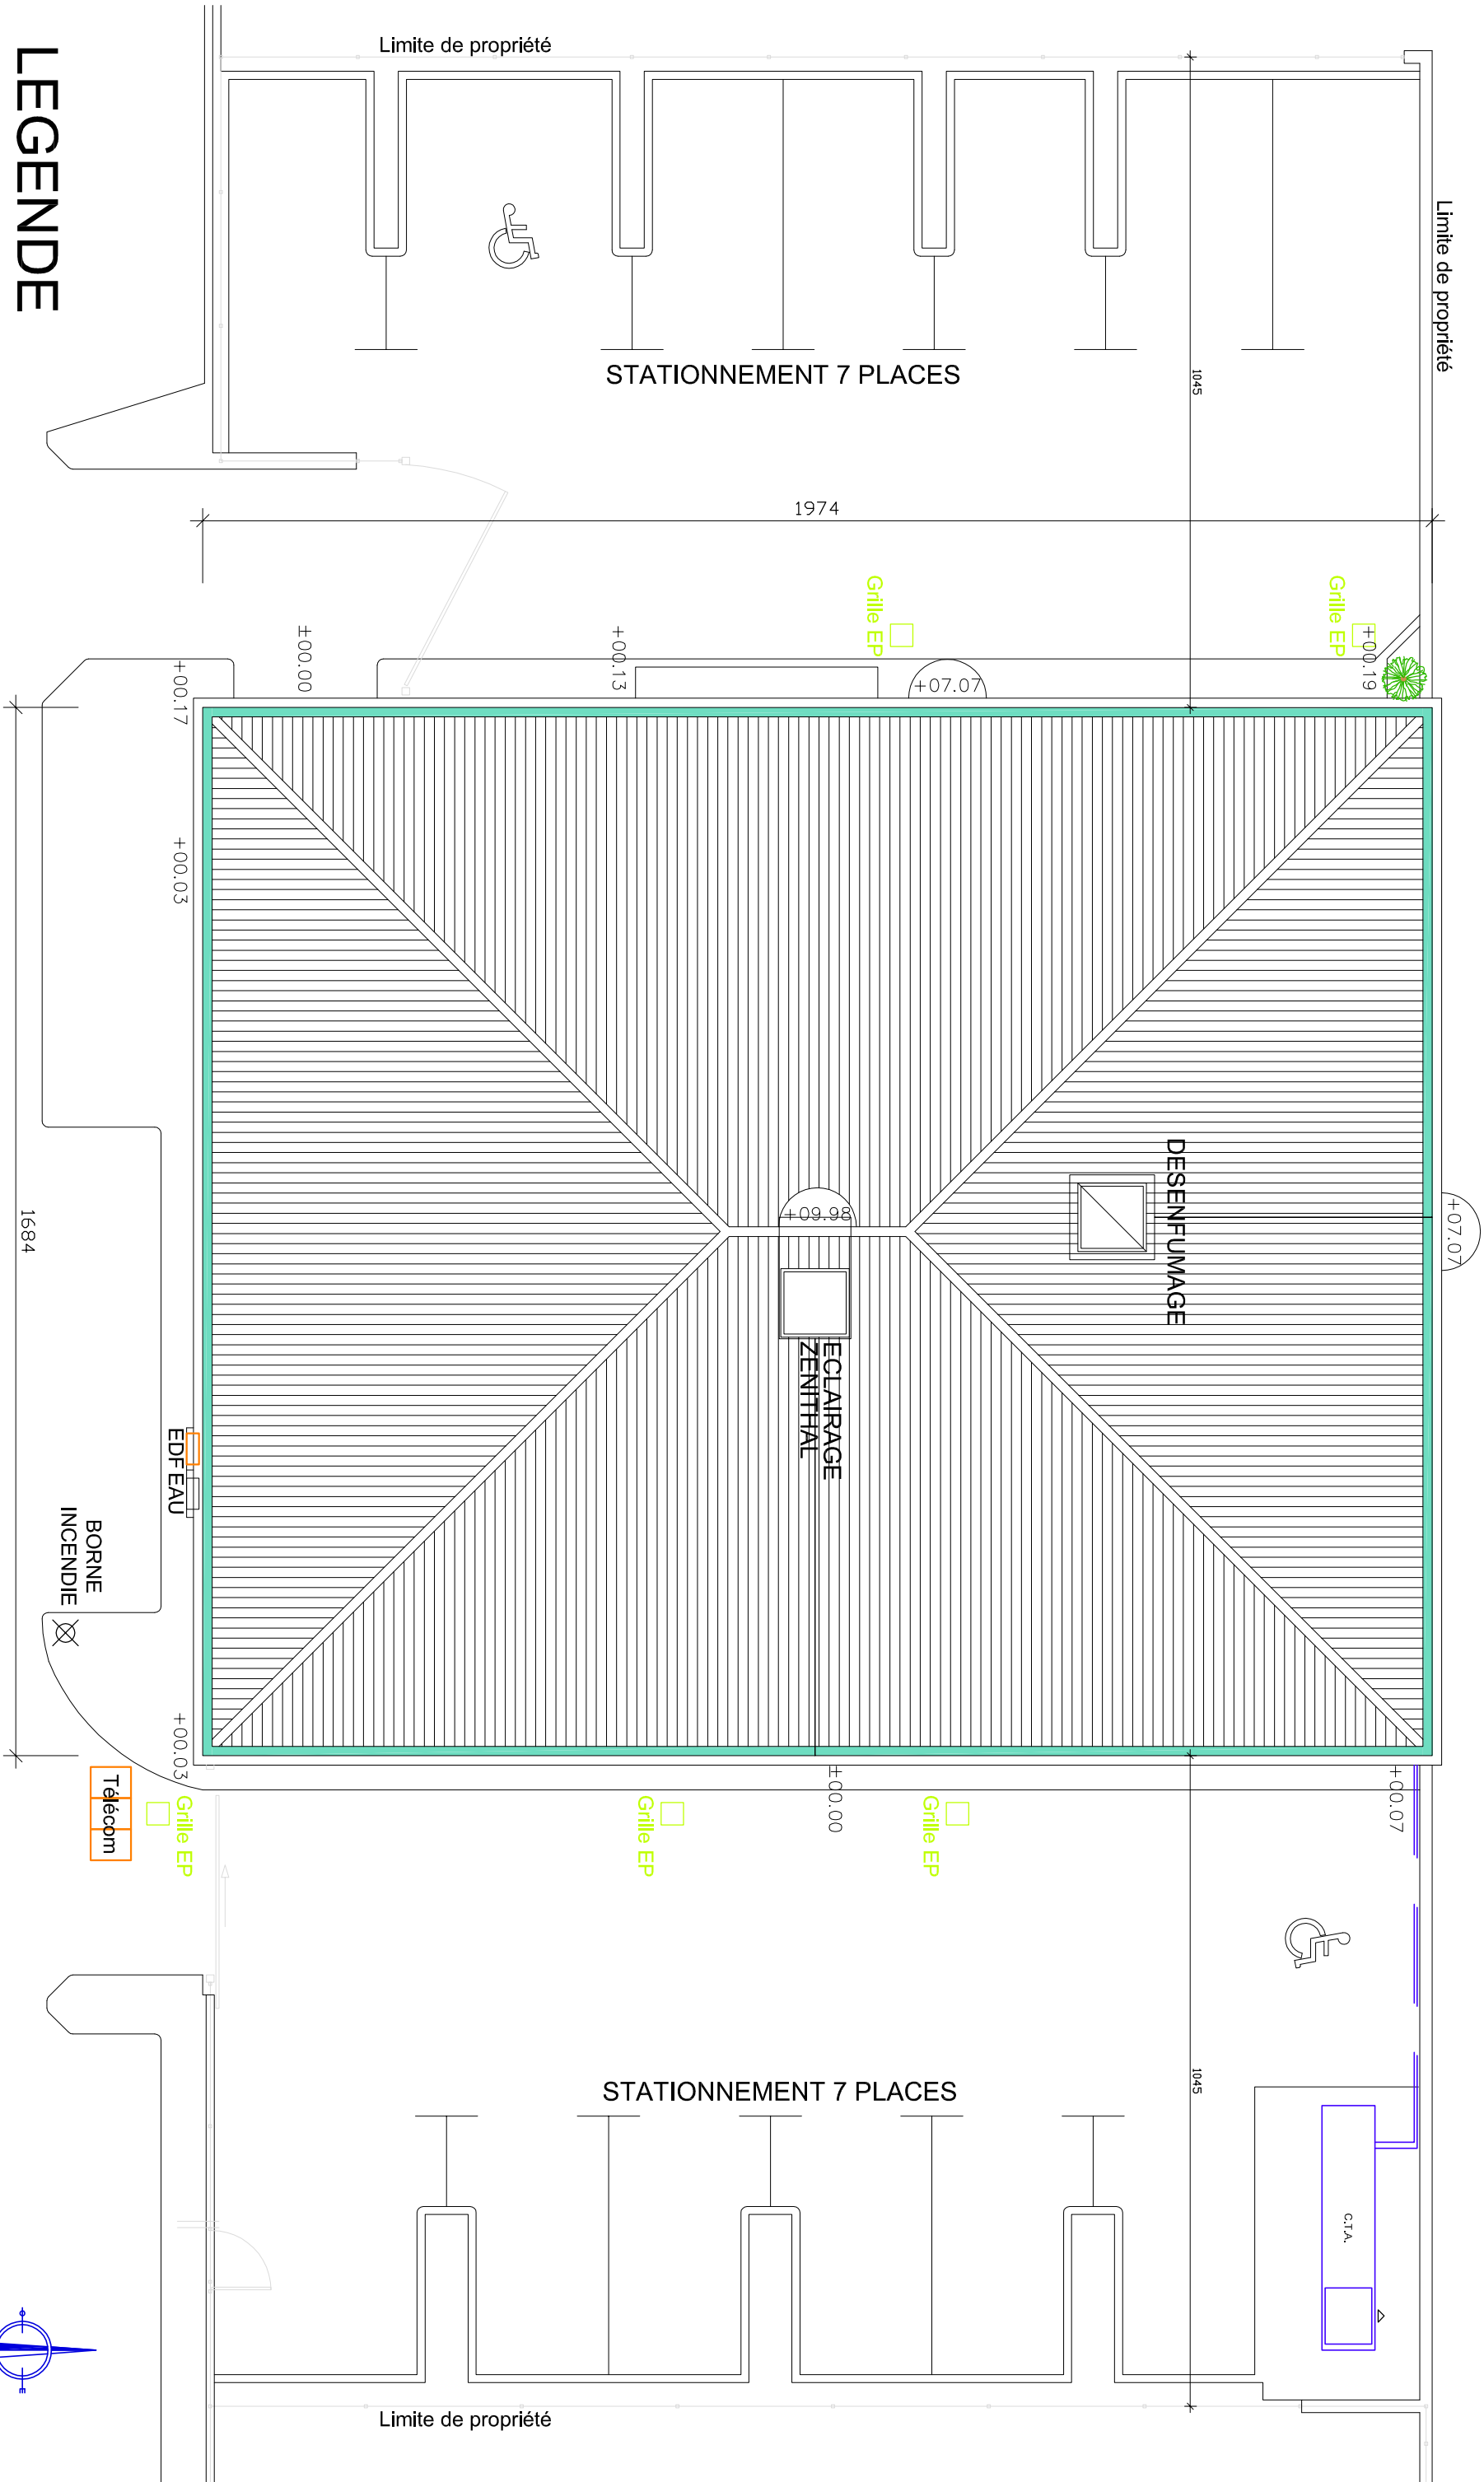 Limite de propriété
Limite de propriété
LEGENDE
STATIONNEMENT 7 PLACES
1045
1974
Grille EP
Grille EP
±00.00
+00.13
+00.19
+00.17
+07.07
+00.03
1684
DESENFUMAGE
+07.07
+09.98
ECLAIRAGE
ZENITHAL
EDF EAU
BORNE
INCENDIE
+00.03
±00.00
+00.07
Télécom
Grille EP
Grille EP
Grille EP
STATIONNEMENT 7 PLACES
1045
C.T.A.
Limite de propriété